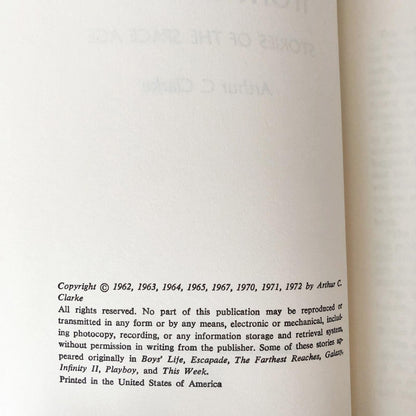 STORIES OF THE SPACE AGE
Arthur C. Clarke
Copyright © 1962, 1963, 1964, 1965, 1967, 1970, 1971, 1972 by Arthur C.
Clarke
All rights reserved. No part of this publication may be reproduced or
transmitted in any form or by any means, electronic or mechanical, includ-
ing photocopy, recording, or any information storage and retrieval system,
without permission in writing from the publisher. Some of these stories ap-
peared originally in Boys' Life, Escapade, The Farthest Reaches, Galaxy,
Infinity II, Playboy, and This Week.
Printed in the United States of America